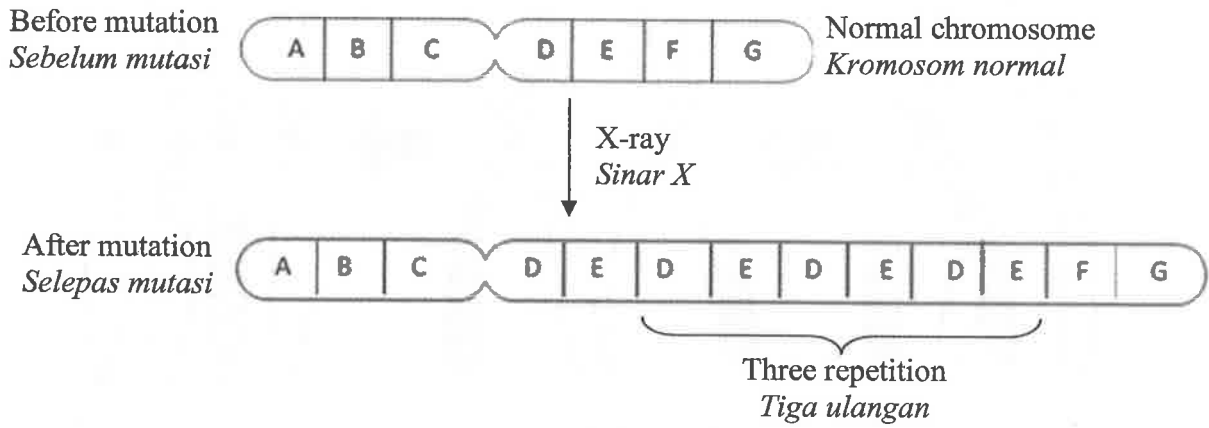 Before mutation
Sebelum mutasi
A B C D E F G
Normal chromosome
Kromosom normal
X-ray
Sinar X
After mutation
Selepas mutasi
A B C D E D E D E D E F G
Three repetition
Tiga ulangan